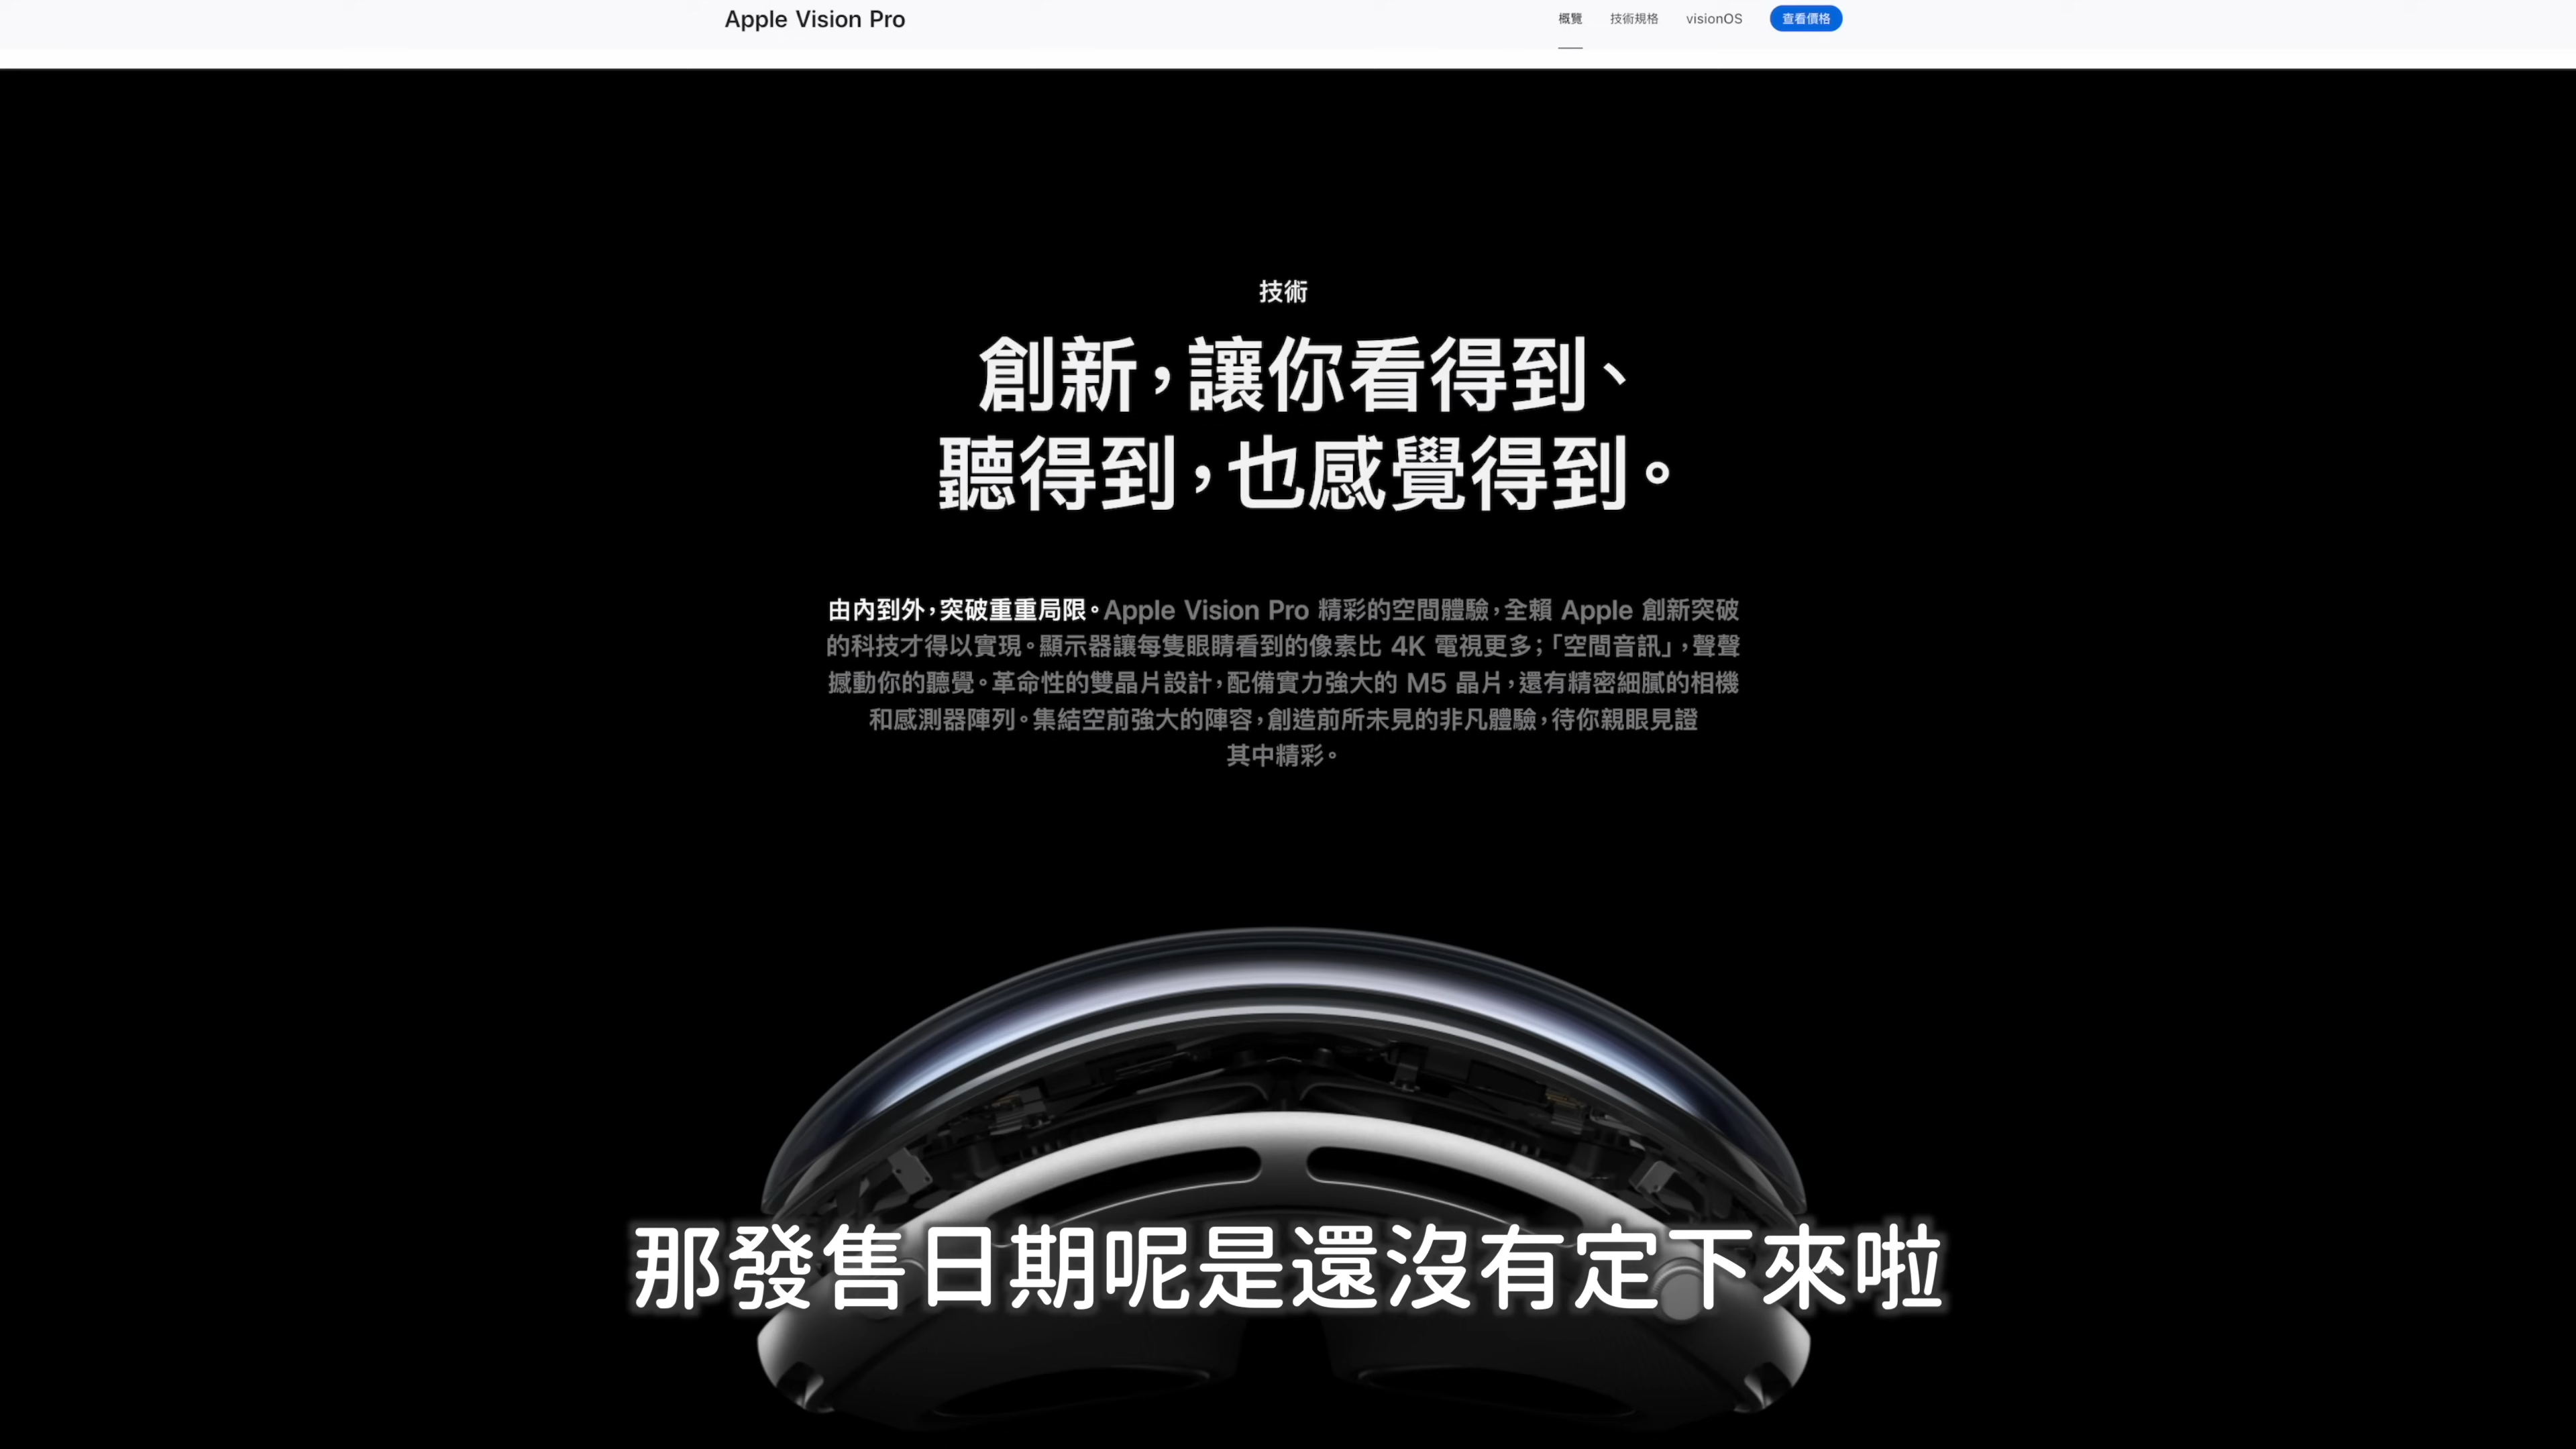 Apple Vision Pro
概覽 技術規格 visionOS 查看價格
技術
創新，讓你看得到、
聽得到，也感覺得到。
由內到外，突破重重局限。Apple Vision Pro 精彩的空間體驗，全賴 Apple 創新突破
的科技才得以實現。顯示器讓每隻眼睛看到的像素比 4K 電視更多；「空間音訊」，聲聲
撼動你的聽覺。革命性的雙晶片設計，配備實力強大的 M5 晶片，還有精密細膩的相機
和感測器陣列。集結空前強大的陣容，創造前所未見的非凡體驗，待你親眼見證
其中精彩。
那發售日期呢是還沒有定下來啦